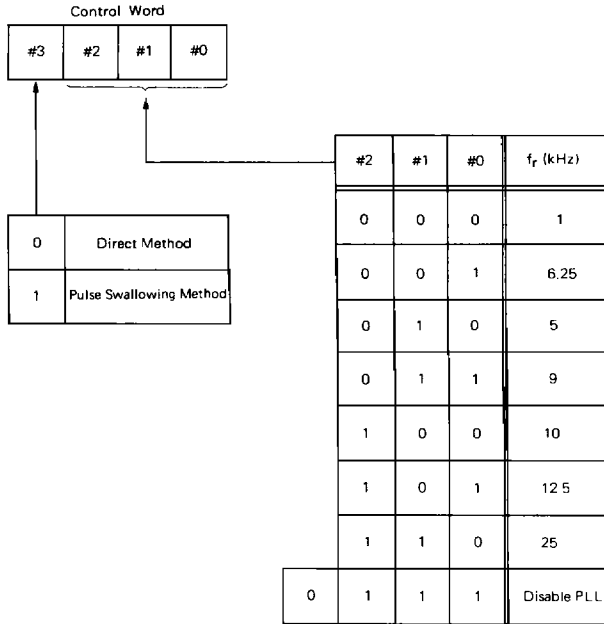 Control Word
#3 #2 #1 #0
#2 #1 #0 fr (kHz)
0 0 0 1
0 Direct Method
0 0 1 6.25
1 Pulse Swallowing Method
0 1 0 5
0 1 1 9
1 0 0 10
1 0 1 12 5
1 1 0 25
0 1 1 1 Disable PLL